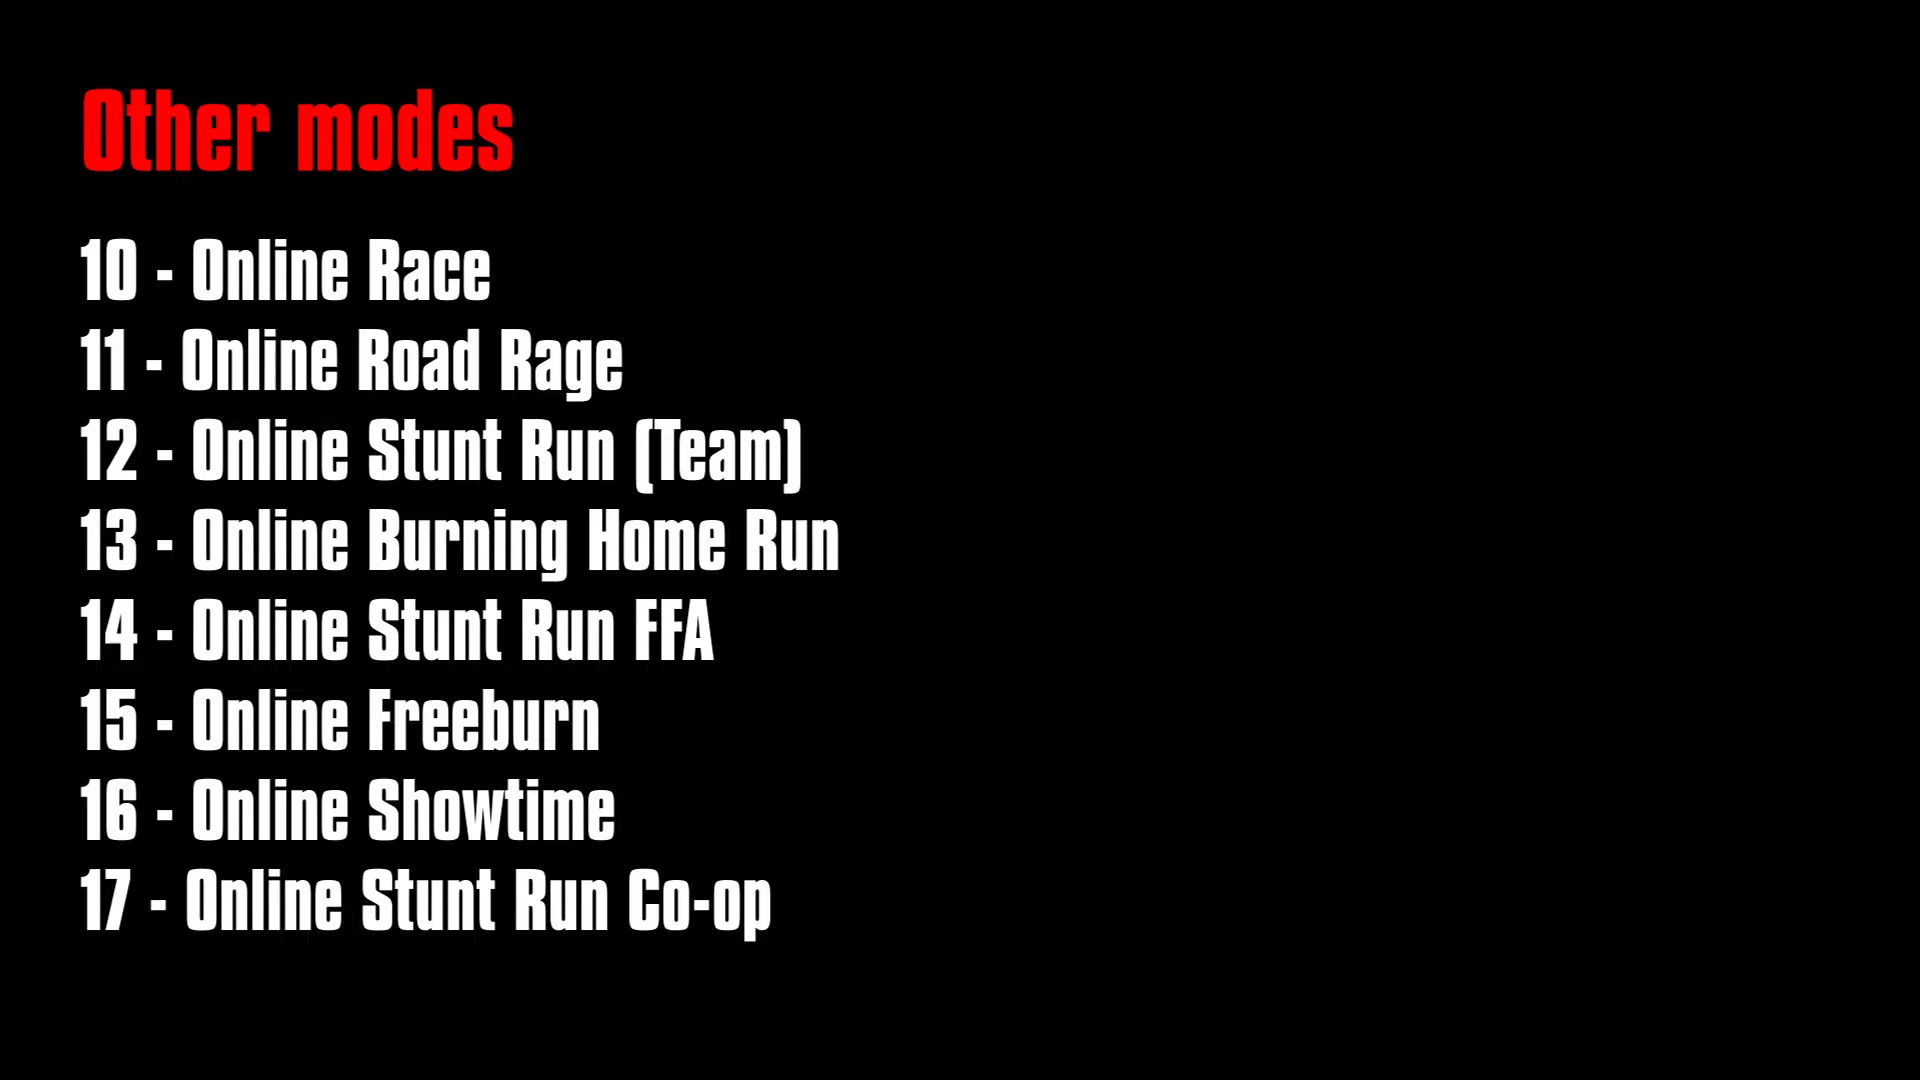 Other modes
10 - Online Race
11 - Online Road Rage
12 - Online Stunt Run (Team)
13 - Online Burning Home Run
14 - Online Stunt Run FFA
15 - Online Freeburn
16 - Online Showtime
17 - Online Stunt Run Co-op